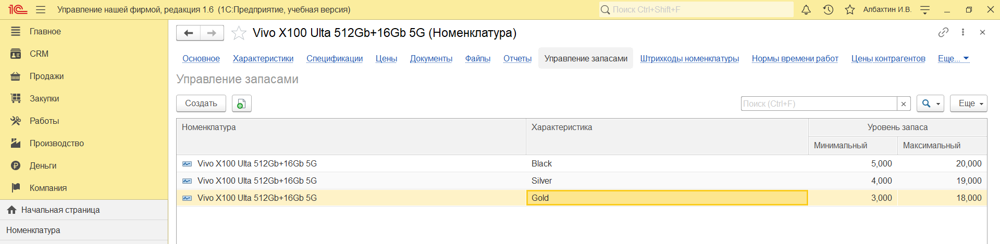 1С Управление нашей фирмой, редакция 1.6 (1С:Предприятие, учебная версия) Поиск Ctrl+Shift+F Албахтин И.В.
Главное
CRM
Продажи
Закупки
Работы
Производство
Деньги
Компания
Начальная страница
Номенклатура
Vivo X100 Ulta 512Gb+16Gb 5G (Номенклатура)
Основное Характеристики Спецификации Цены Документы Файлы Отчеты Управление запасами Штрихкоды номенклатуры Нормы времени работ Цены контрагентов Еще...
Управление запасами
Создать Поиск (Ctrl+F) × Еще
Номенклатура Характеристика Уровень запаса
Минимальный Максимальный
Vivo X100 Ulta 512Gb+16Gb 5G Black 5,000 20,000
Vivo X100 Ulta 512Gb+16Gb 5G Silver 4,000 19,000
Vivo X100 Ulta 512Gb+16Gb 5G Gold 3,000 18,000